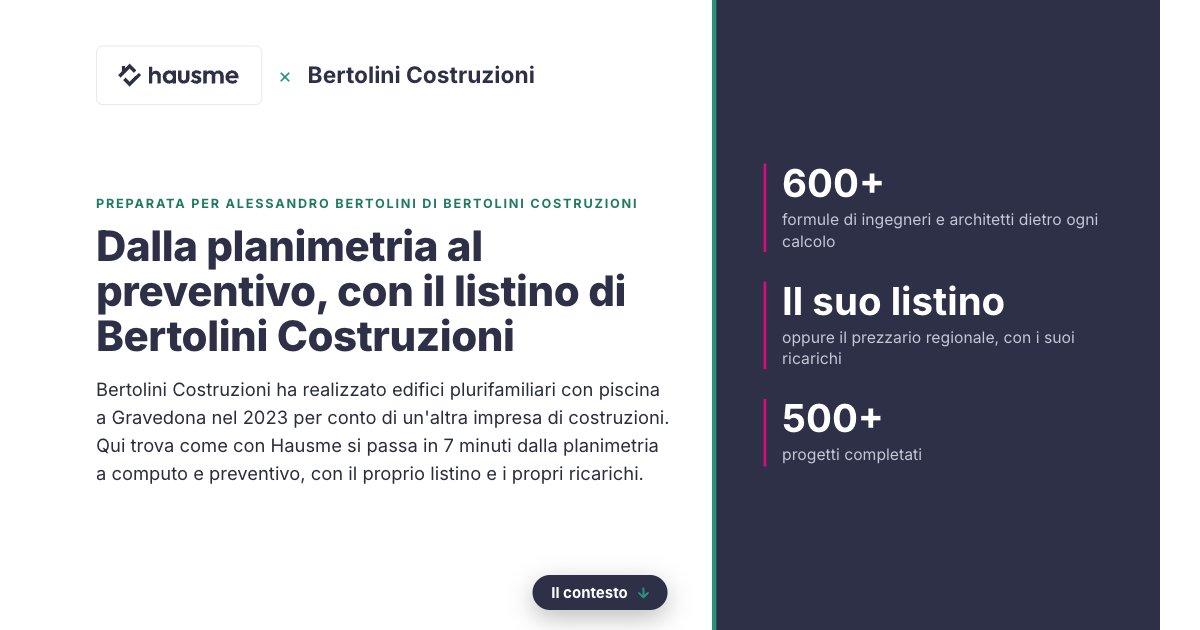 hausme × Bertolini Costruzioni
PREPARATA PER ALESSANDRO BERTOLINI DI BERTOLINI COSTRUZIONI
Dalla planimetria al
preventivo, con il listino di
Bertolini Costruzioni
Bertolini Costruzioni ha realizzato edifici plurifamiliari con piscina
a Gravedona nel 2023 per conto di un'altra impresa di costruzioni.
Qui trova come con Hausme si passa in 7 minuti dalla planimetria
a computo e preventivo, con il proprio listino e i propri ricarichi.
Il contesto ↓
600+
formule di ingegneri e architetti dietro ogni
calcolo
Il suo listino
oppure il prezzario regionale, con i suoi
ricarichi
500+
progetti completati